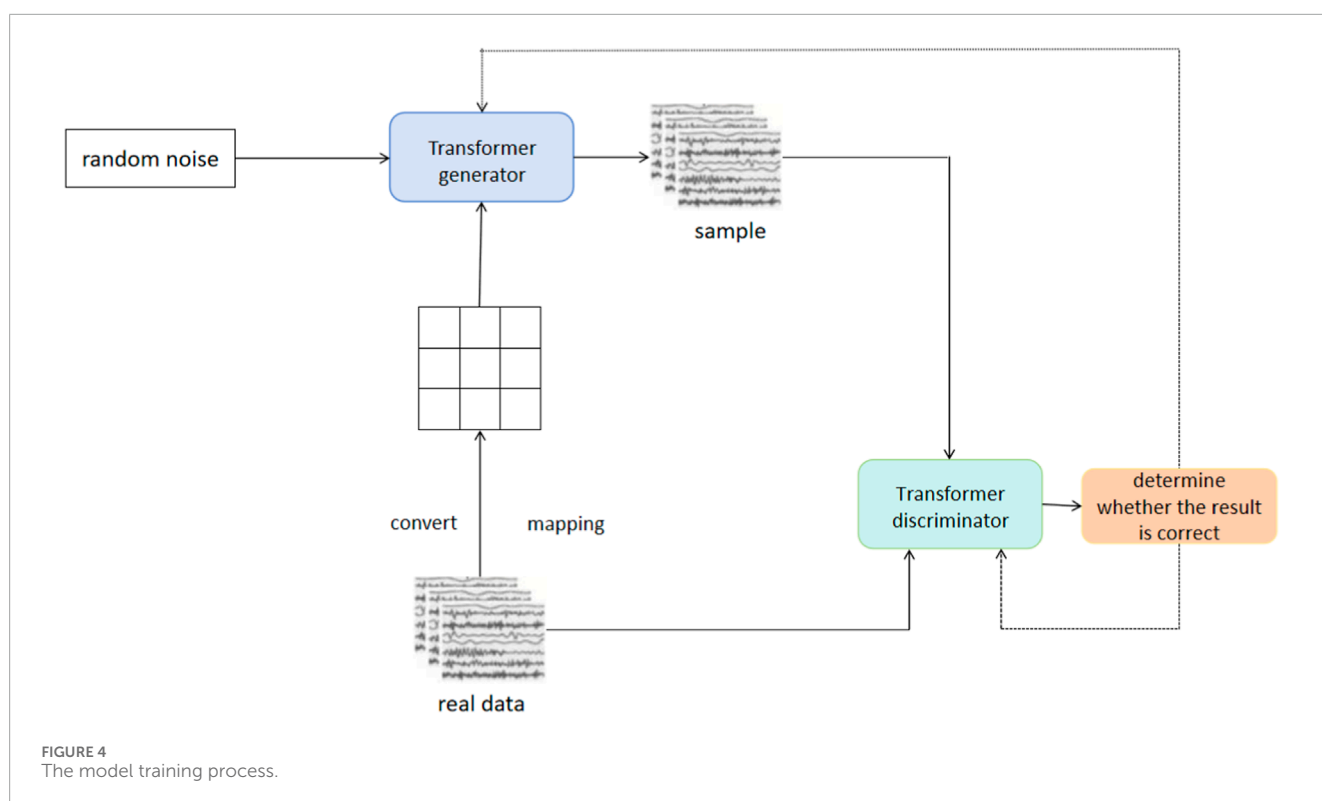 random noise
Transformer
generator
sample
convert
mapping
real data
Transformer
discriminator
determine
whether the result
is correct
FIGURE 4
The model training process.